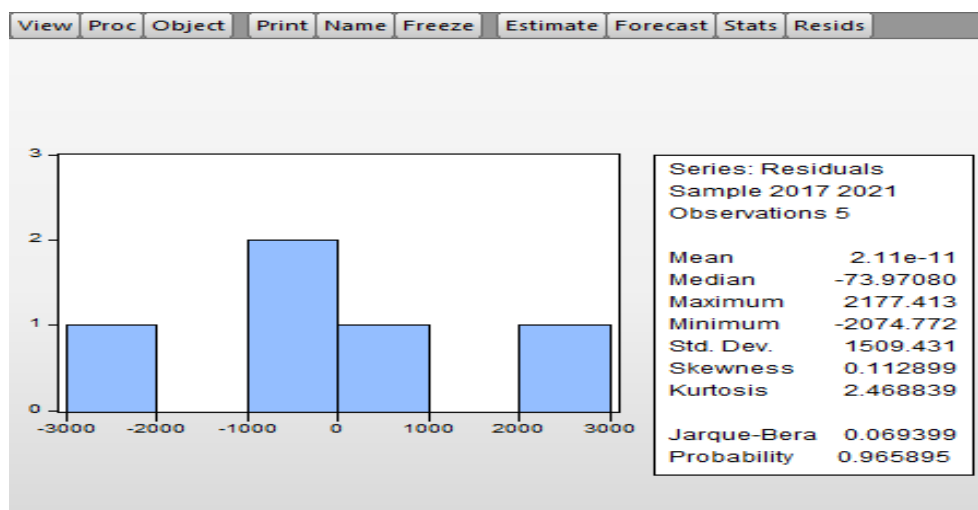 View Proc Object Print Name Freeze Estimate Forecast Stats Resids
3
2
1
0
-3000 -2000 -1000 0 1000 2000 3000
Series: Residuals
Sample 2017 2021
Observations 5
Mean 2.11e-11
Median -73.97080
Maximum 2177.413
Minimum -2074.772
Std. Dev. 1509.431
Skewness 0.112899
Kurtosis 2.468839
Jarque-Bera 0.069399
Probability 0.965895